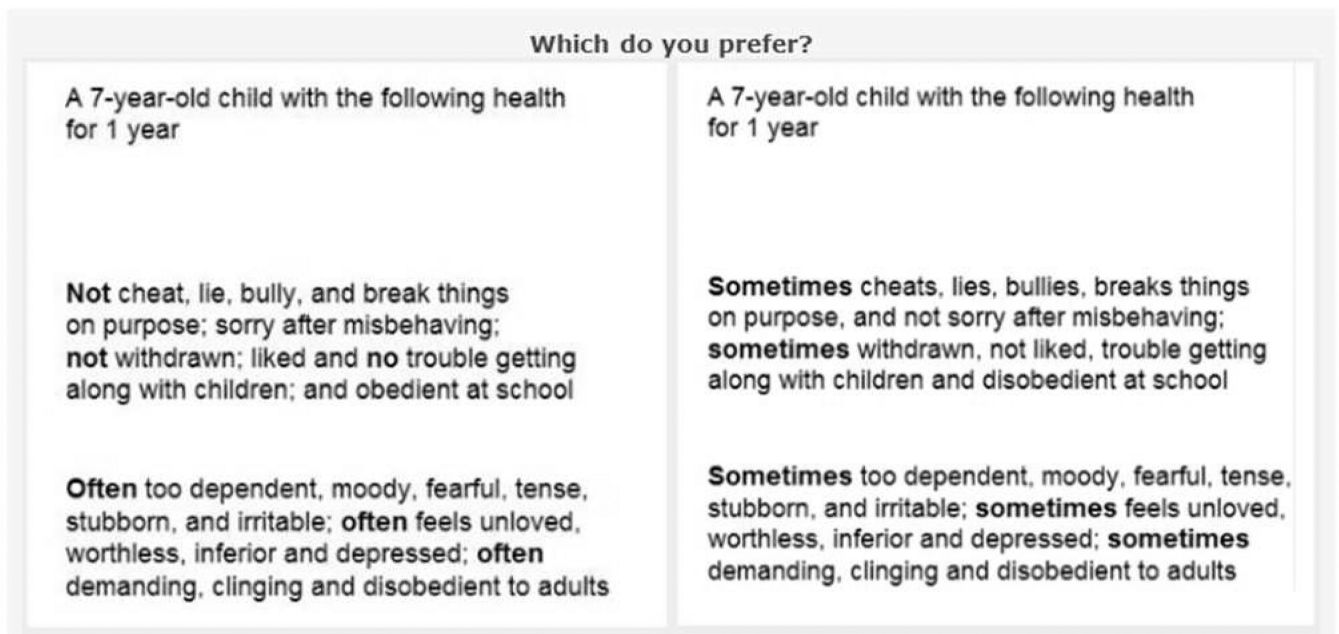 Which do you prefer?
A 7-year-old child with the following health
for 1 year
Not cheat, lie, bully, and break things
on purpose; sorry after misbehaving;
not withdrawn; liked and no trouble getting
along with children; and obedient at school
Often too dependent, moody, fearful, tense,
stubborn, and irritable; often feels unloved,
worthless, inferior and depressed; often
demanding, clinging and disobedient to adults
A 7-year-old child with the following health
for 1 year
Sometimes cheats, lies, bullies, breaks things
on purpose, and not sorry after misbehaving;
sometimes withdrawn, not liked, trouble getting
along with children and disobedient at school
Sometimes too dependent, moody, fearful, tense,
stubborn, and irritable; sometimes feels unloved,
worthless, inferior and depressed; sometimes
demanding, clinging and disobedient to adults